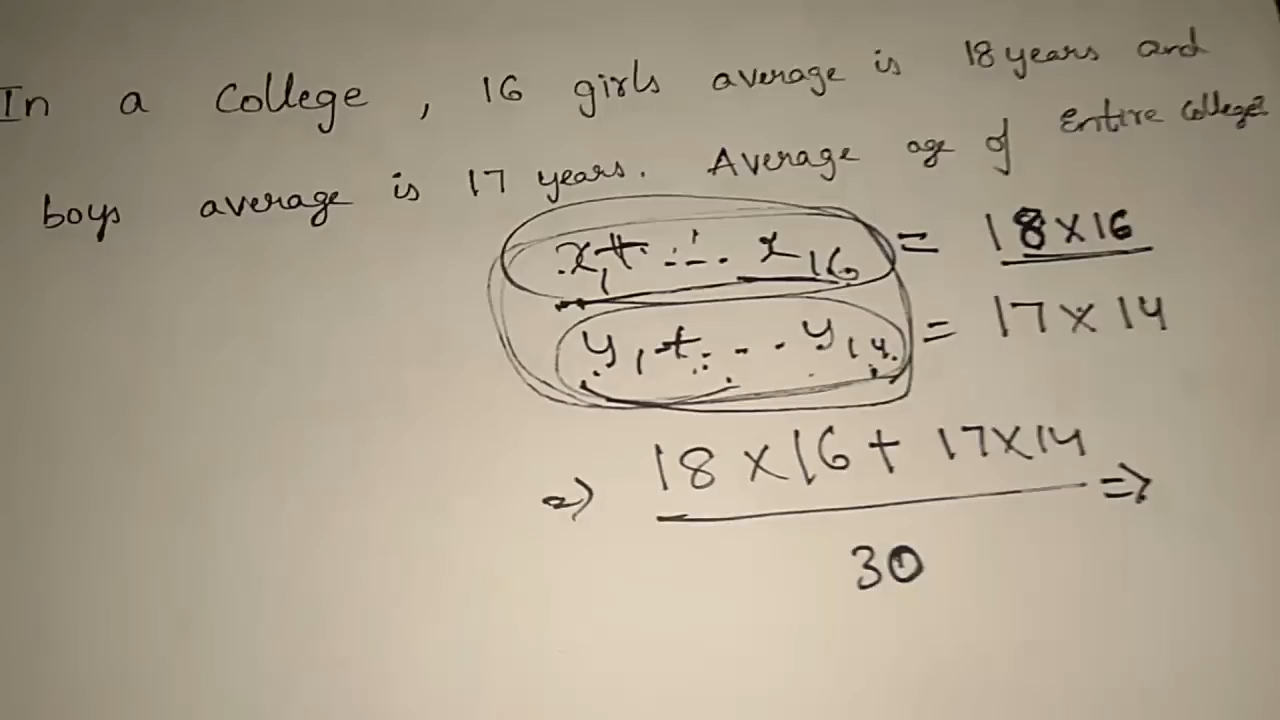 In a college , 16 girls average is 18 years and
boys average is 17 years. Average age of Entire college?
x₁+ ..... x₁₆ = 18×16
y₁+ ... y₁₄ = 17×14
⇒ 18×16+17×14 ⇒
30